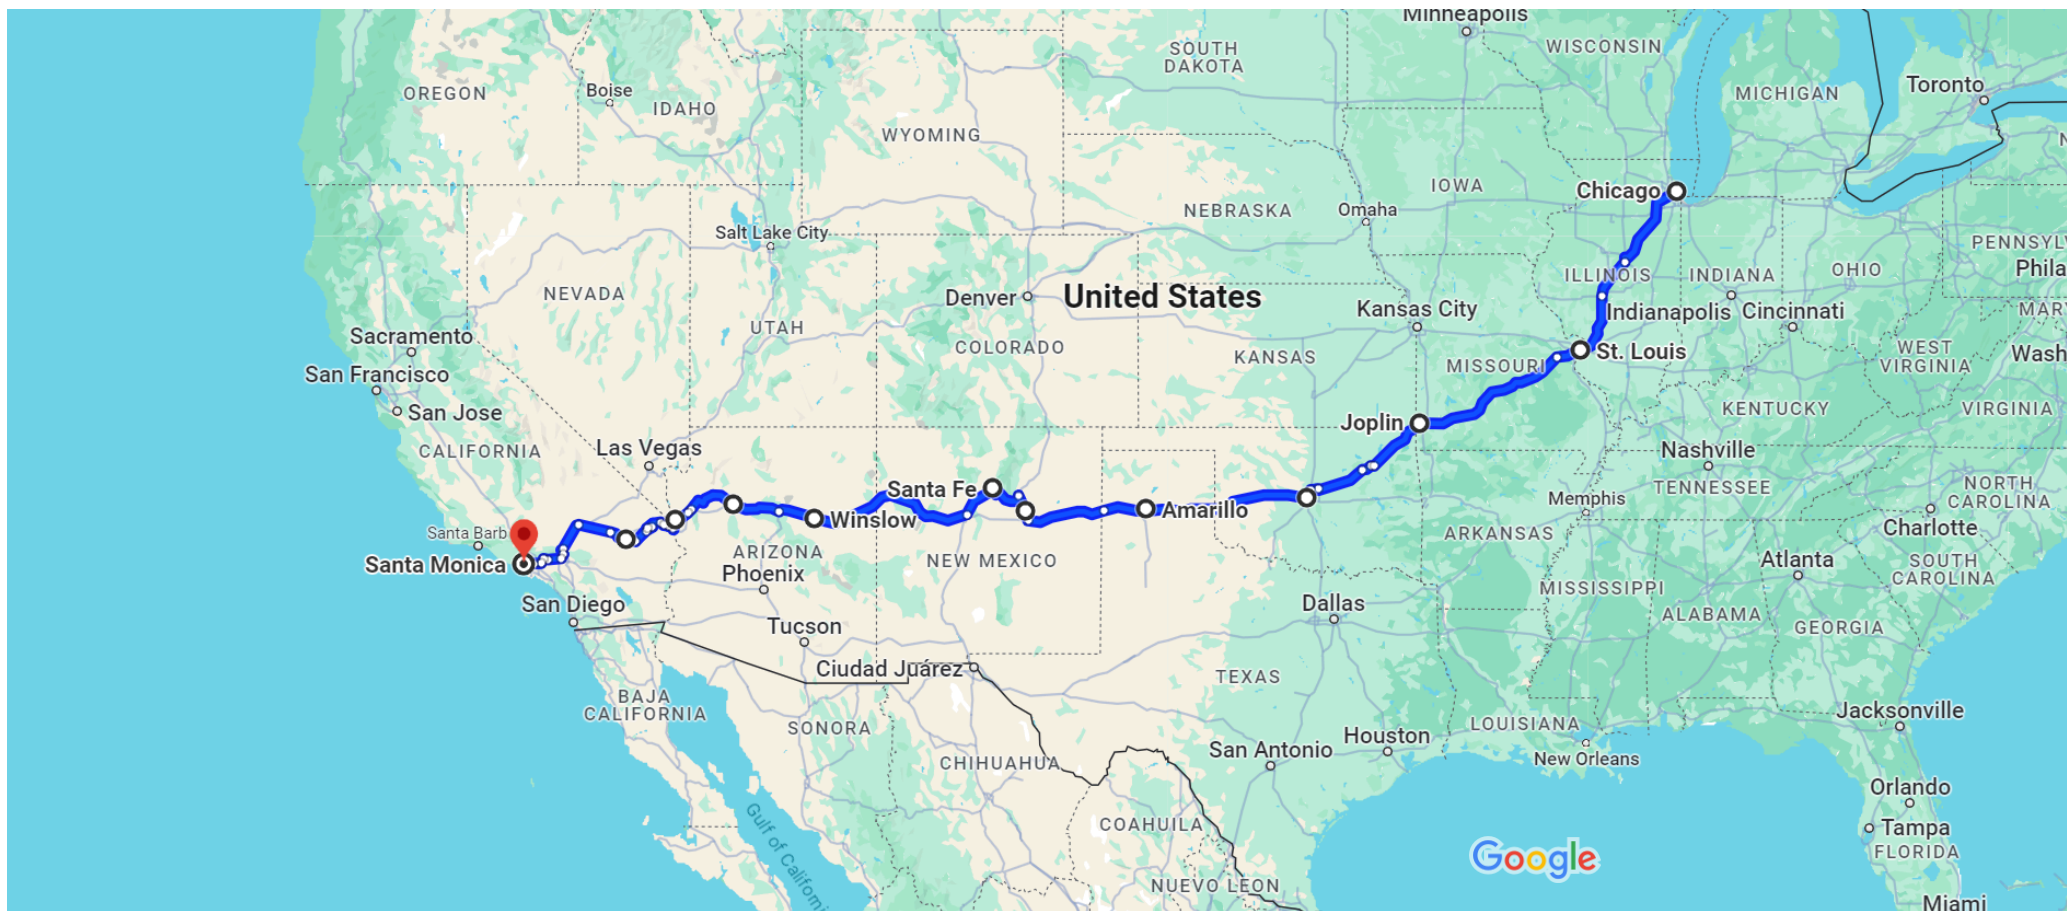 Minneapolis
SOUTH
DAKOTA
WISCONSIN
OREGON
Boise
IDAHO
MICHIGAN
Toronto
WYOMING
IOWA
Chicago
NEBRASKA
Omaha
Salt Lake City
PENNSYLV
Phila
ILLINOIS
INDIANA
OHIO
NEVADA
Denver
United States
Kansas City
Indianapolis
Cincinnati
MAR
UTAH
Sacramento
COLORADO
KANSAS
MISSOURI
St. Louis
WEST
VIRGINIA
Wash
San Francisco
San Jose
Joplin
KENTUCKY
VIRGINIA
CALIFORNIA
Las Vegas
Nashville
TENNESSEE
Santa Fe
Memphis
NORTH
CAROLINA
Winslow
Amarillo
Charlotte
Santa Barb
Santa Monica
ARIZONA
Phoenix
NEW MEXICO
ARKANSAS
Atlanta
SOUTH
CAROLINA
San Diego
Dallas
MISSISSIPPI
ALABAMA
GEORGIA
Tucson
Ciudad Juárez
TEXAS
BAJA
CALIFORNIA
SONORA
LOUISIANA
Jacksonville
San Antonio
Houston
New Orleans
CHIHUAHUA
Orlando
Gulf of Californi
COAHUILA
Tampa
FLORIDA
Google
NUEVO LEON
Miami